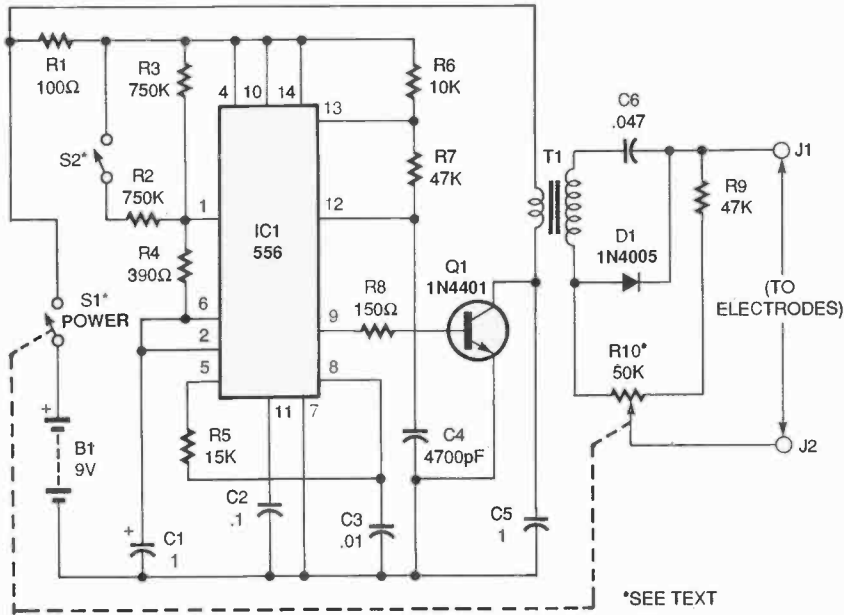 R1
100Ω
R3
750K
4
10
14
13
R6
10K
C6
.047
S2*
R2
750K
1
IC1
556
12
R7
47K
T1
J1
R9
47K
R4
390Ω
Q1
1N4401
D1
1N4005
(TO
ELECTRODES)
S1*
POWER
6
2
5
R8
150Ω
9
8
R10*
50K
11
7
B1
9V
R5
15K
C4
4700pF
J2
C2
.1
C3
.01
C5
1
+
+
C1
1
*SEE TEXT